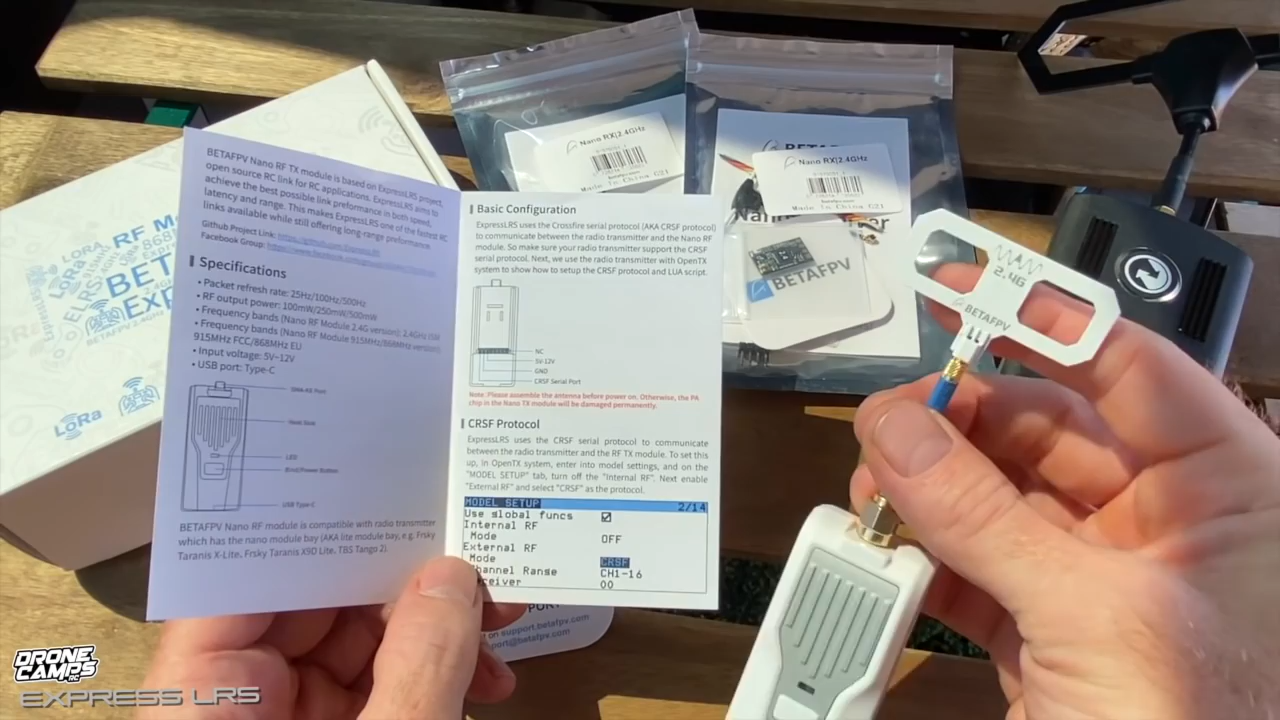 BETAFPV Nano RF TX module is based on ExpressLRS project,
open source RC link for RC applications. ExpressLRS aims to
achieve the best possible link preformance in both speed,
latency and range. This makes ExpressLRS one of the fastest RC
links available while still offering long-range preformance.
Github Project Link:
Facebook Group:
Specifications
• Packet refresh rate: 25Hz/100Hz/500Hz
• RF output power: 100mW/250mW/500mw
• Frequency bands (Nano RF Module 2.4G version): 2.4GHz ISM
• Frequency bands (Nano RF Module 915MHz/868MHz version):
915MHz FCC/868MHz EU
• Input voltage: 5V~12V
• USB port: Type-C
Heat Sink
LED
Bind/Power Button
USB Type-C
BETAFPV Nano RF module is compatible with radio transmitter
which has the nano module bay (AKA lite module bay, e.g. Frsky
Taranis X-Lite, Frsky Taranis X9D Lite, TBS Tango 2).
Basic Configuration
ExpressLRS uses the Crossfire serial protocol (AKA CRSF protocol)
to communicate between the radio transmitter and the Nano RF
module. So make sure your radio transmitter support the CRSF
serial protocol. Next, we use the radio transmitter with OpenTX
system to show how to setup the CRSF protocol and LUA script.
NC
5V-12V
GND
CRSF Serial Port
Note: Please assemble the antenna before power on. Otherwise, the PA
chip in the Nano TX module will be damaged permanently.
CRSF Protocol
ExpressLRS uses the CRSF serial protocol to communicate
between the radio transmitter and the RF TX module. To set this
up, in OpenTX system, enter into model settings, and on the
"MODEL SETUP" tab, turn off the "Internal RF". Next enable
"External RF" and select "CRSF" as the protocol.
MODEL SETUP 2/14
Use global funcs
Internal RF
Mode OFF
External RF
Mode CRSF
Channel Range CH1-16
00
Nano RX(2.4GHz
Made In China G21
Nano RX(2.4GHz
Made In China G21
BETAFPV
2.4G
BETAFPV
LoRa
support.betafpv.com
DRONE
CAMPS
RC
EXPRESS LRS